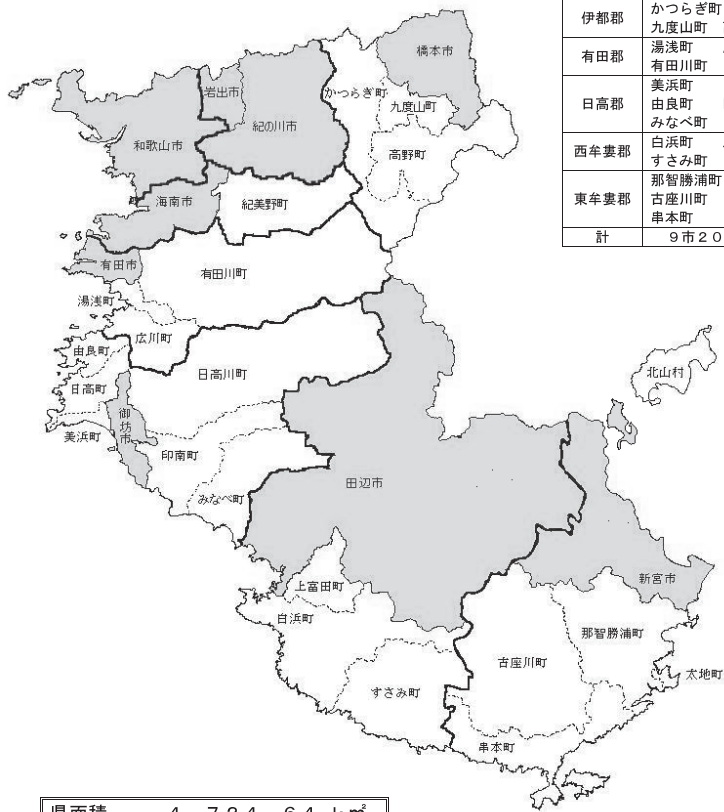 伊都郡 かつらぎ町
九度山町
有田郡 湯浅町
有田川町
日高郡 美浜町
由良町
みなべ町
西牟婁郡 白浜町
すさみ町
東牟婁郡 那智勝浦町
古座川町
串本町
計 9市20
橋本市
岩出市
かつらぎ町
九度山町
紀の川市
和歌山市
高野町
海南市
紀美野町
有田市
有田川町
湯浅町
広川町
由良町
日高川町
北山村
日高町
御坊市
美浜町
印南町
田辺市
みなべ町
新宮市
上富田町
白浜町
那智勝浦町
古座川町
太地町
すさみ町
串本町
県面積 4,724.64k㎡